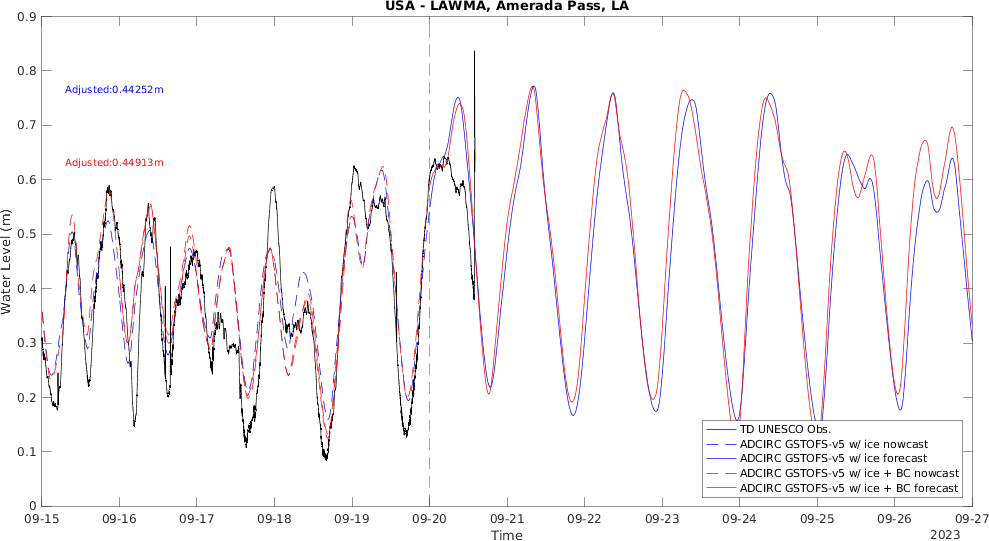 USA - LAWMA, Amerada Pass, LA
0.9
0.8
0.7
0.6
0.5
0.4
0.3
0.2
0.1
0
Water Level (m)
Adjusted:0.44252m
Adjusted:0.44913m
TD UNESCO Obs.
ADCIRC GSTOFS-v5 w/ ice nowcast
ADCIRC GSTOFS-v5 w/ ice forecast
ADCIRC GSTOFS-v5 w/ ice + BC nowcast
ADCIRC GSTOFS-v5 w/ ice + BC forecast
09-15 09-16 09-17 09-18 09-19 09-20 09-21 09-22 09-23 09-24 09-25 09-26 09-27
Time
2023